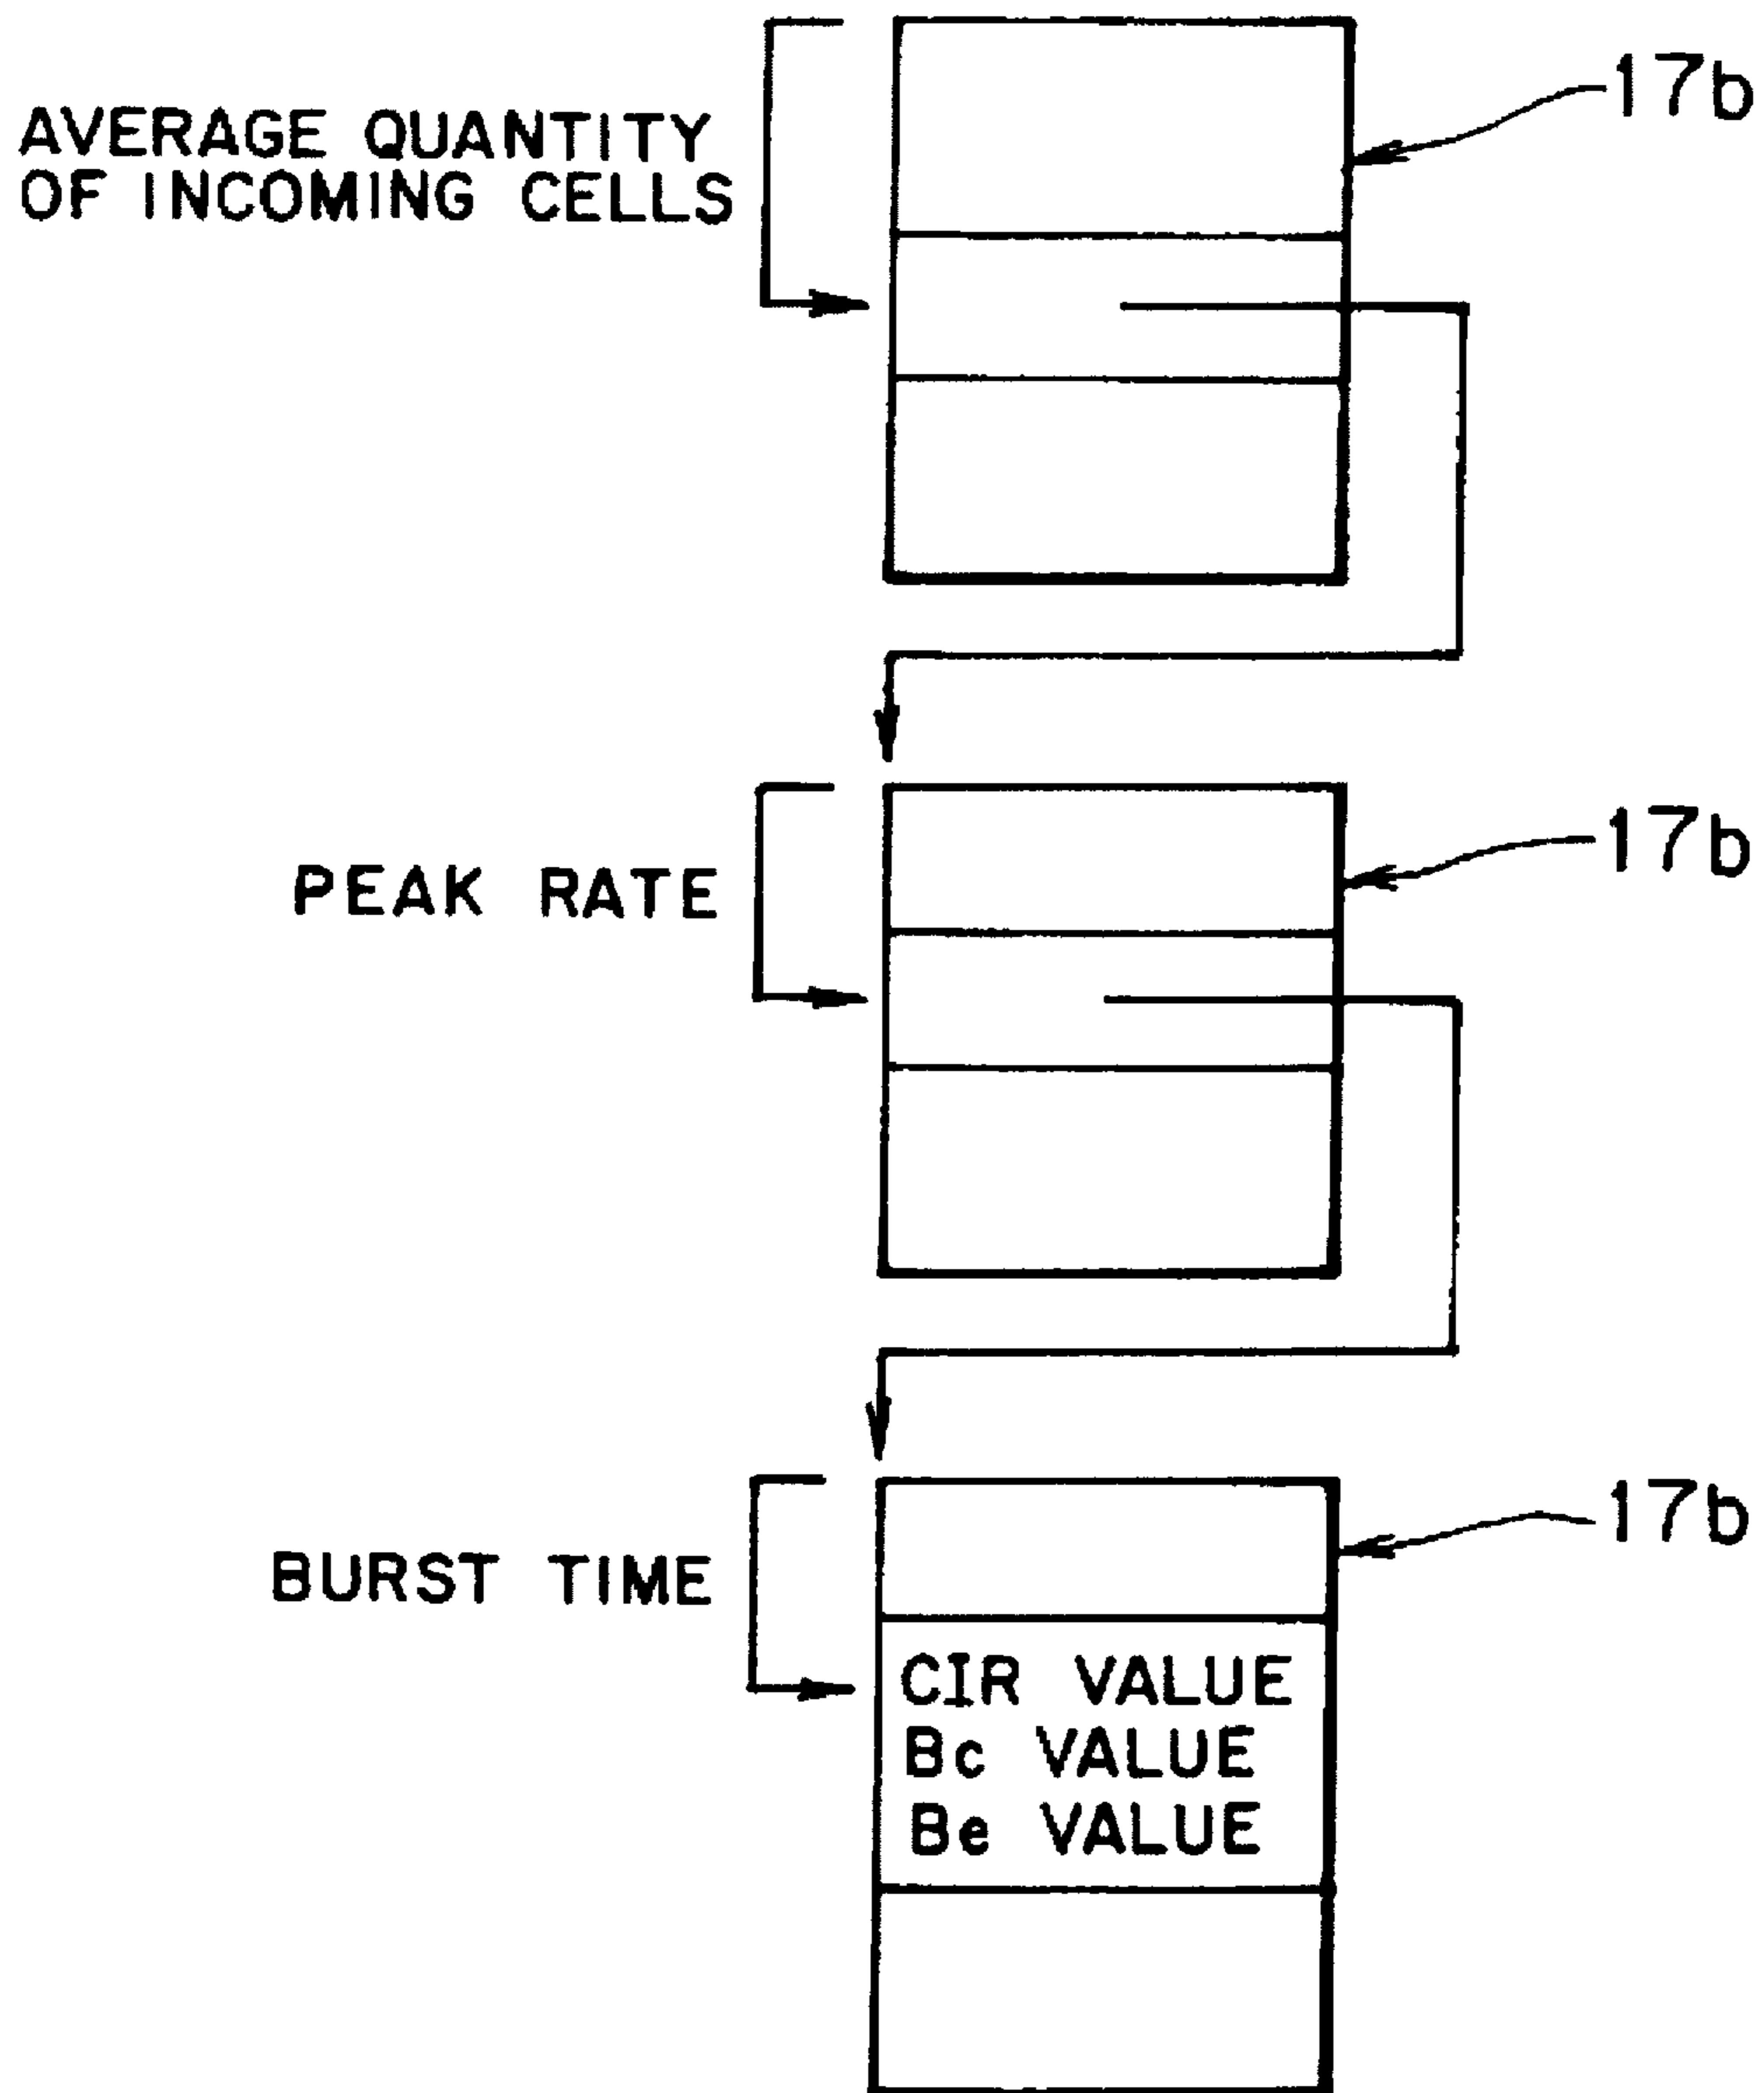 17b
AVERAGE QUANTITY
OF INCOMING CELLS
17b
PEAK RATE
17b
BURST TIME
CIR VALUE
Bc VALUE
Be VALUE